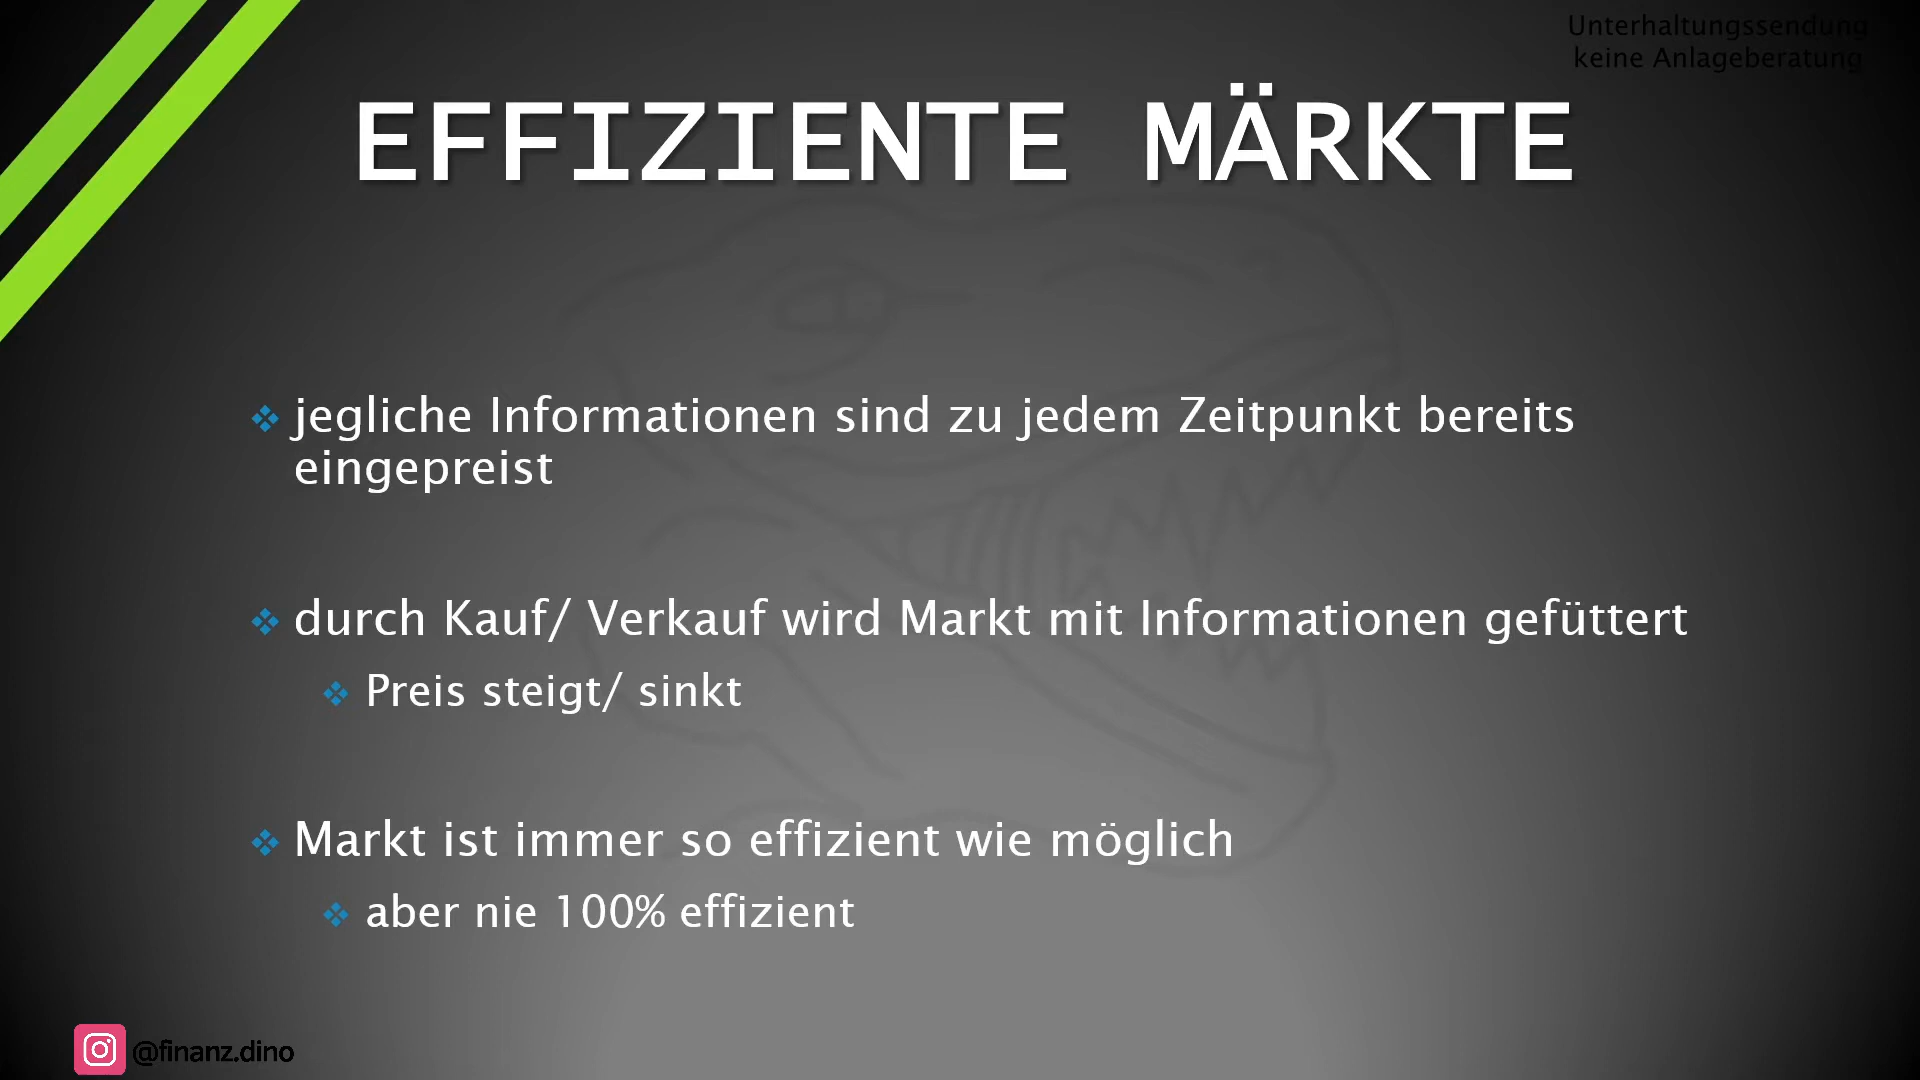 Unterhaltungssendung
keine Anlageberatung
EFFIZIENTE MÄRKTE
jegliche Informationen sind zu jedem Zeitpunkt bereits
eingepreist
durch Kauf/ Verkauf wird Markt mit Informationen gefüttert
Preis steigt/ sinkt
Markt ist immer so effizient wie möglich
aber nie 100% effizient
@finanz.dino